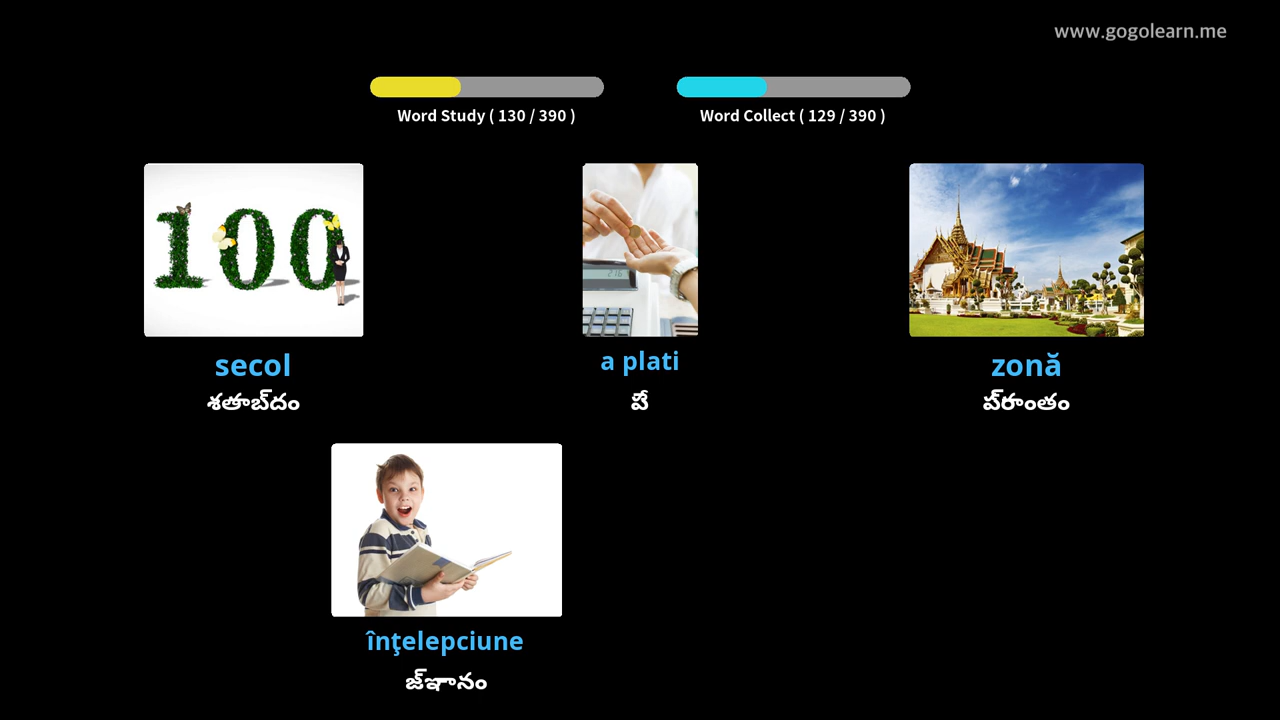 www.gogolearn.me
Word Study ( 130 / 390 )
Word Collect ( 129 / 390 )
secol
a plati
zonă
శతాబ్దం
పే
ప్రాంతం
înţelepciune
జ్ఞానం